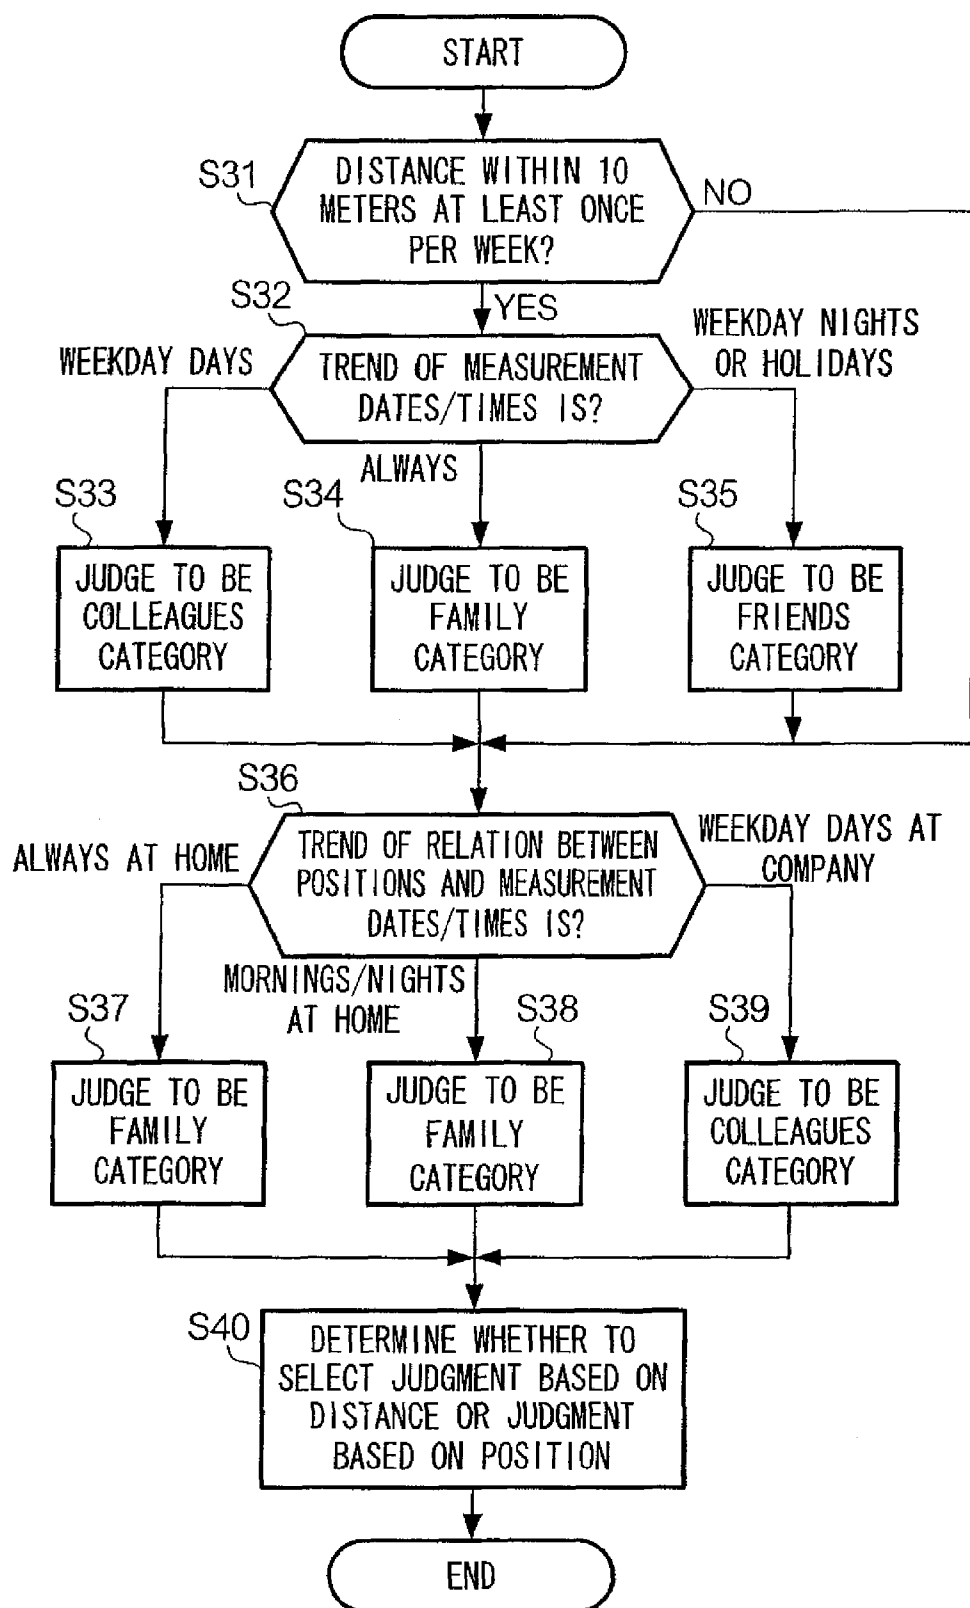 START
S31
DISTANCE WITHIN 10
METERS AT LEAST ONCE
PER WEEK?
NO
YES
S32
WEEKDAY DAYS
TREND OF MEASUREMENT
DATES/TIMES IS?
WEEKDAY NIGHTS
OR HOLIDAYS
ALWAYS
S33
JUDGE TO BE
COLLEAGUES
CATEGORY
S34
JUDGE TO BE
FAMILY
CATEGORY
S35
JUDGE TO BE
FRIENDS
CATEGORY
S36
ALWAYS AT HOME
TREND OF RELATION BETWEEN
POSITIONS AND MEASUREMENT
DATES/TIMES IS?
WEEKDAY DAYS AT
COMPANY
MORNINGS/NIGHTS
AT HOME
S37
JUDGE TO BE
FAMILY
CATEGORY
S38
JUDGE TO BE
FAMILY
CATEGORY
S39
JUDGE TO BE
COLLEAGUES
CATEGORY
S40
DETERMINE WHETHER TO
SELECT JUDGMENT BASED ON
DISTANCE OR JUDGMENT
BASED ON POSITION
END